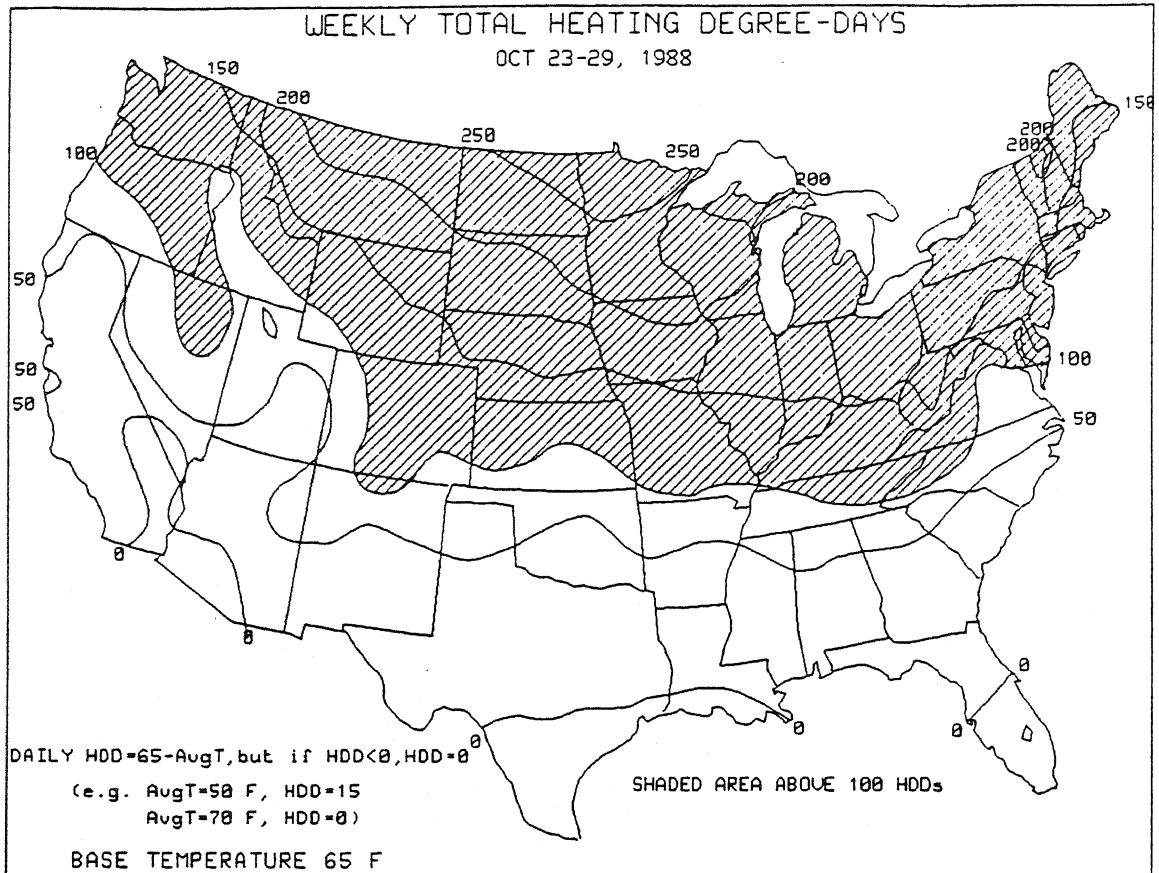 WEEKLY TOTAL HEATING DEGREE-DAYS
OCT 23-29, 1988
150
200
150
250
200
250
200
100
200
50
50
100
50
50
0
0
0
0
0
0
DAILY HDD=65-AvgT,but if HDD<0,HDD=0
(e.g. AvgT=50 F, HDD=15
AvgT=70 F, HDD=0)
SHADED AREA ABOVE 100 HDDs
BASE TEMPERATURE 65 F